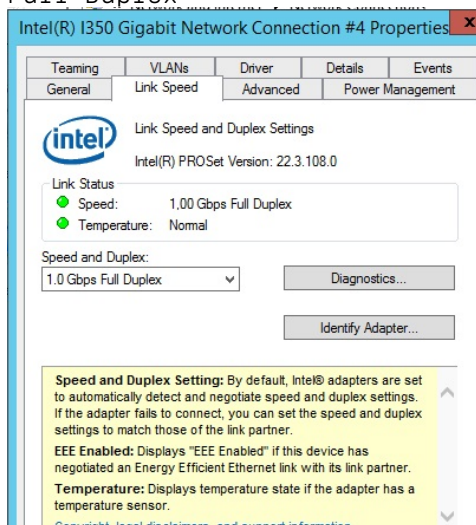 Full Duplex
Intel(R) I350 Gigabit Network Connection #4 Properties
x
Teaming VLANs Driver Details Events
General Link Speed Advanced Power Management
intel
Link Speed and Duplex Settings
Intel(R) PROSet Version: 22.3.108.0
Link Status
Speed: 1,00 Gbps Full Duplex
Temperature: Normal
Speed and Duplex:
1.0 Gbps Full Duplex
Diagnostics...
Identify Adapter...
Speed and Duplex Setting: By default, Intel® adapters are set
to automatically detect and negotiate speed and duplex settings.
If the adapter fails to connect, you can set the speed and duplex
settings to match those of the link partner.
EEE Enabled: Displays "EEE Enabled" if this device has
negotiated an Energy Efficient Ethernet link with its link partner.
Temperature: Displays temperature state if the adapter has a
temperature sensor.
Copyright, legal disclaimers, and support information